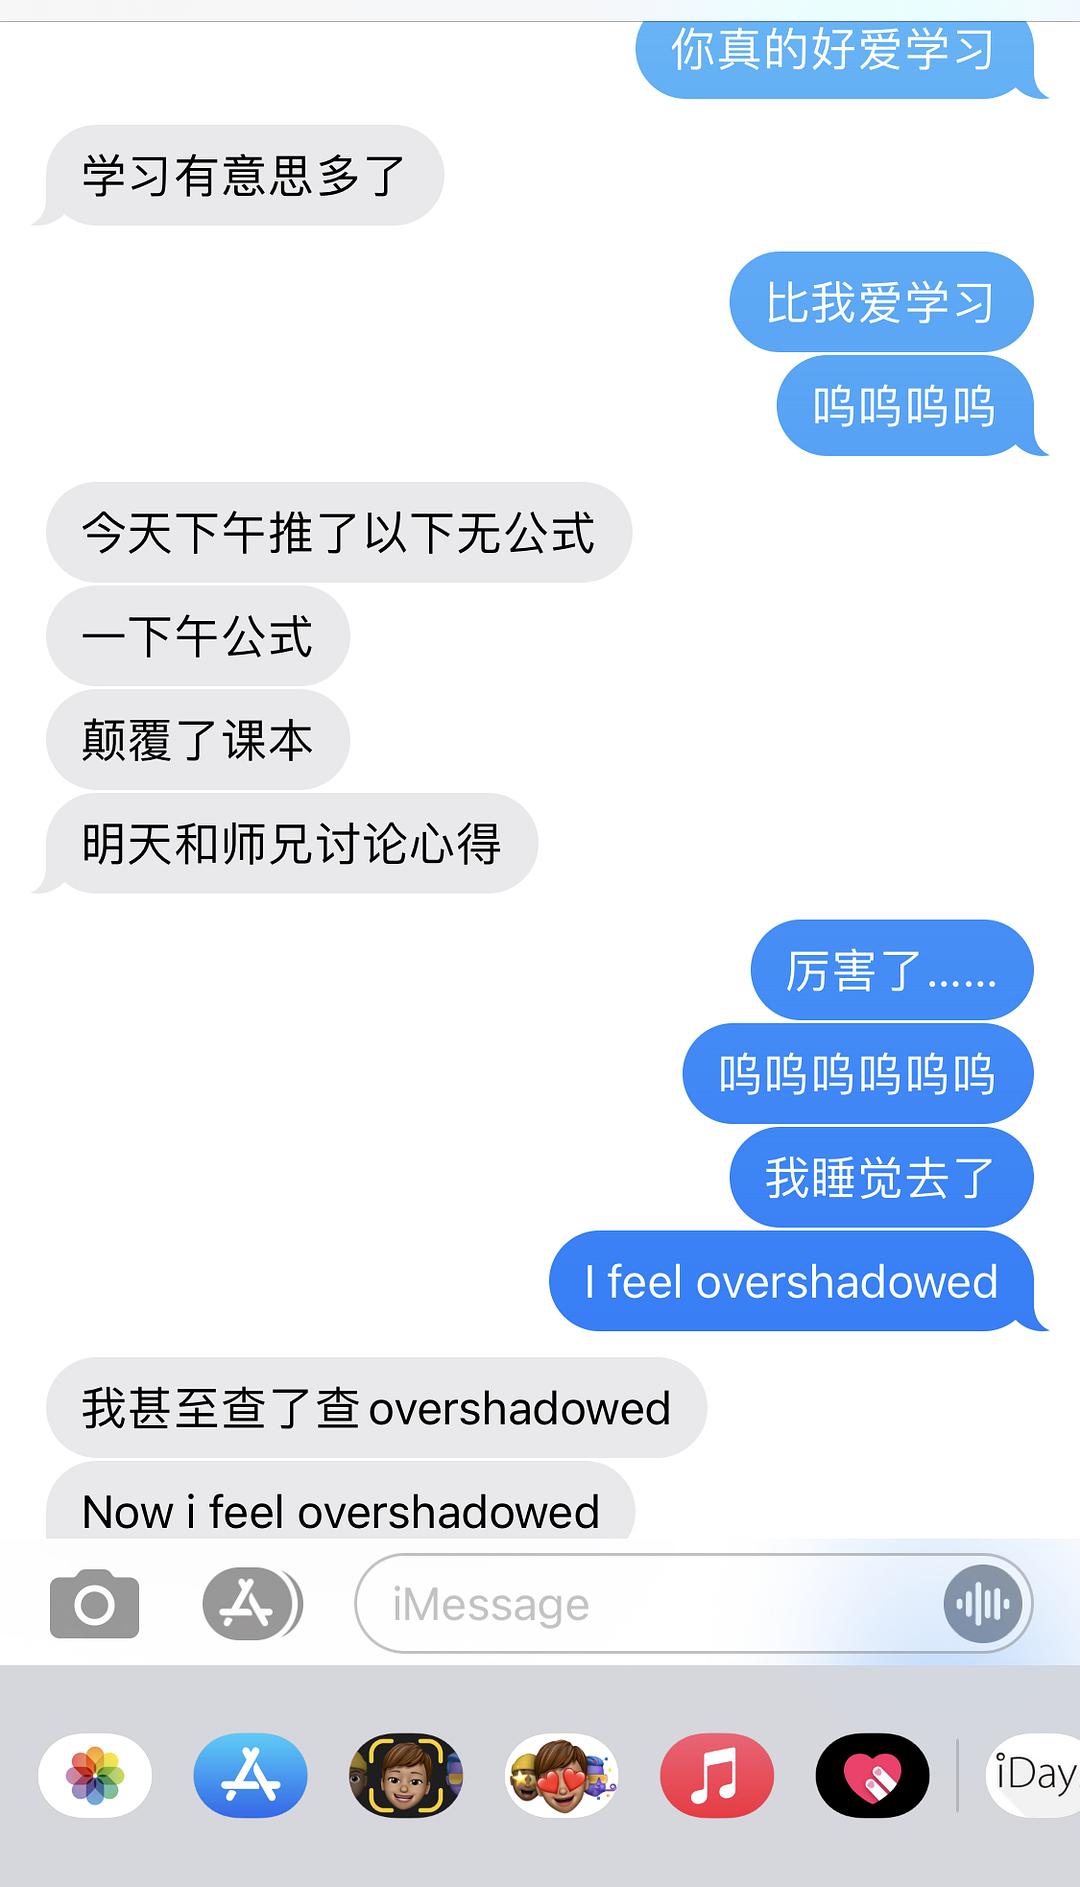 你真的好爱学习
学习有意思多了
比我爱学习
呜呜呜呜
今天下午推了以下无公式
一下午公式
颠覆了课本
明天和师兄讨论心得
厉害了……
呜呜呜呜呜呜
我睡觉去了
I feel overshadowed
我甚至查了查overshadowed
Now i feel overshadowed
iMessage
iDay